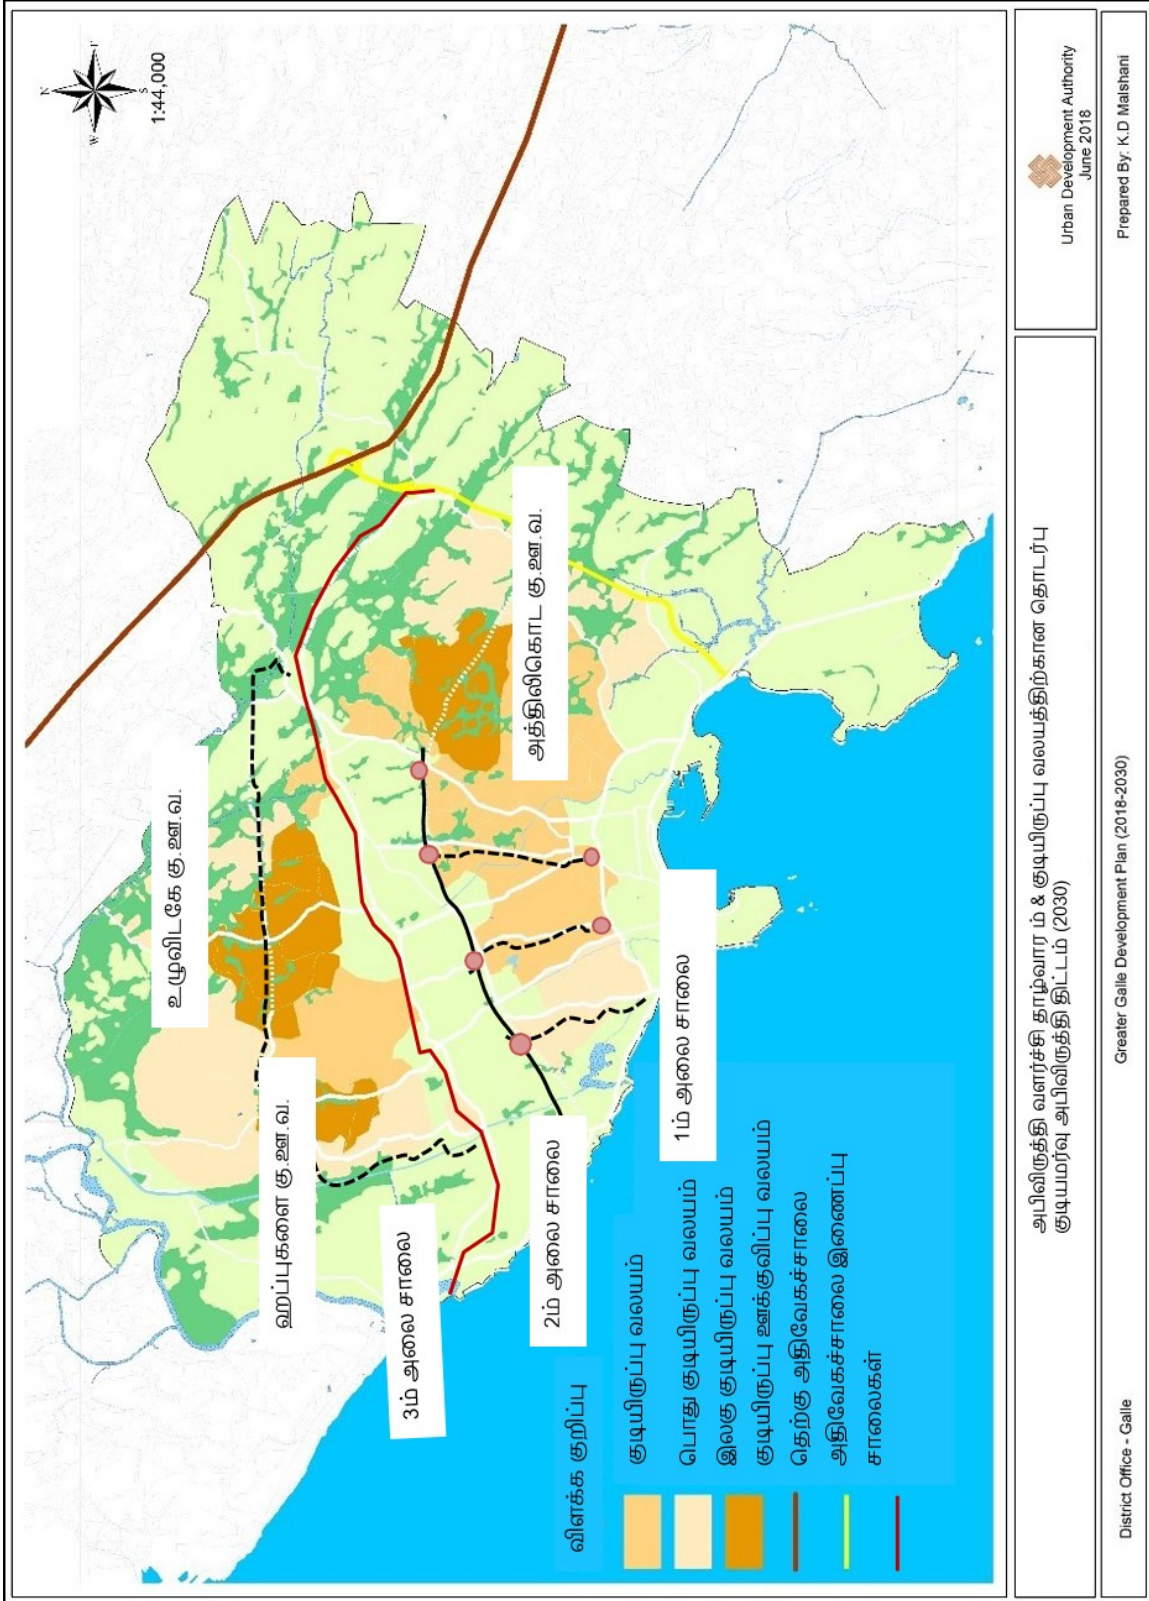 N
E
S
W
1:44,000
உழுவிடகே கு.ஊ.வ.
ஹப்புகளை கு.ஊ.வ.
அத்திலிகொட கு.ஊ.வ.
3ம் அலை சாலை
2ம் அலை சாலை
1ம் அலை சாலை
விளக்க குறிப்பு
குடியிருப்பு வலயம்
பொது குடியிருப்பு வலயம்
இலகு குடியிருப்பு வலயம்
குடியிருப்பு ஊக்குவிப்பு வலயம்
தெற்கு அதிவேகச்சாலை
அதிவேகச்சாலை இணைப்பு
சாலைகள்
அபிவிருத்தி வளர்ச்சி தாழ்வார ம் & குடியிருப்பு வலயத்திற்கான தொடர்பு
குடியமர்வு அபிவிருத்தி திட்டம் (2030)
Urban Development Authority
June 2018
District Office - Galle
Greater Galle Development Plan (2018-2030)
Prepared By: K.D Malshani